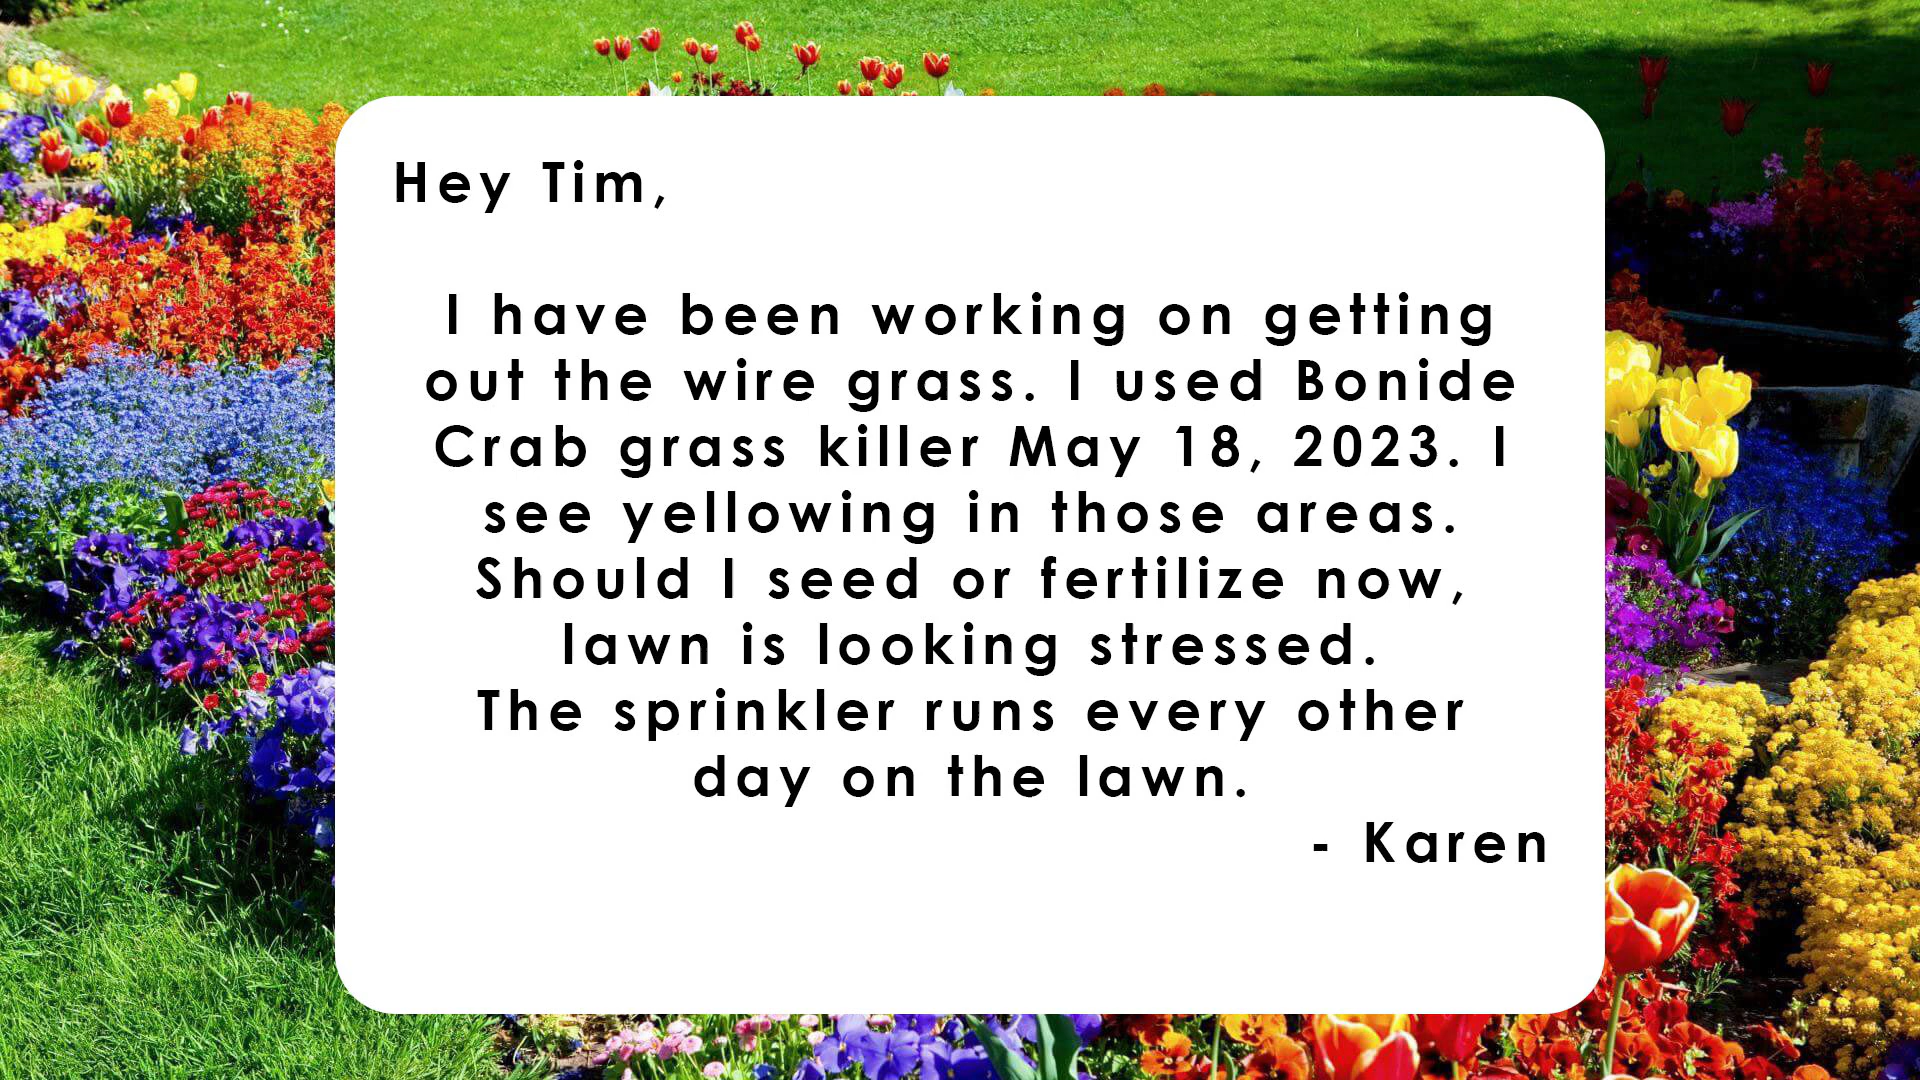 Hey Tim,
I have been working on getting
out the wire grass. I used Bonide
Crab grass killer May 18, 2023. I
see yellowing in those areas.
Should I seed or fertilize now,
lawn is looking stressed.
The sprinkler runs every other
day on the lawn.
- Karen